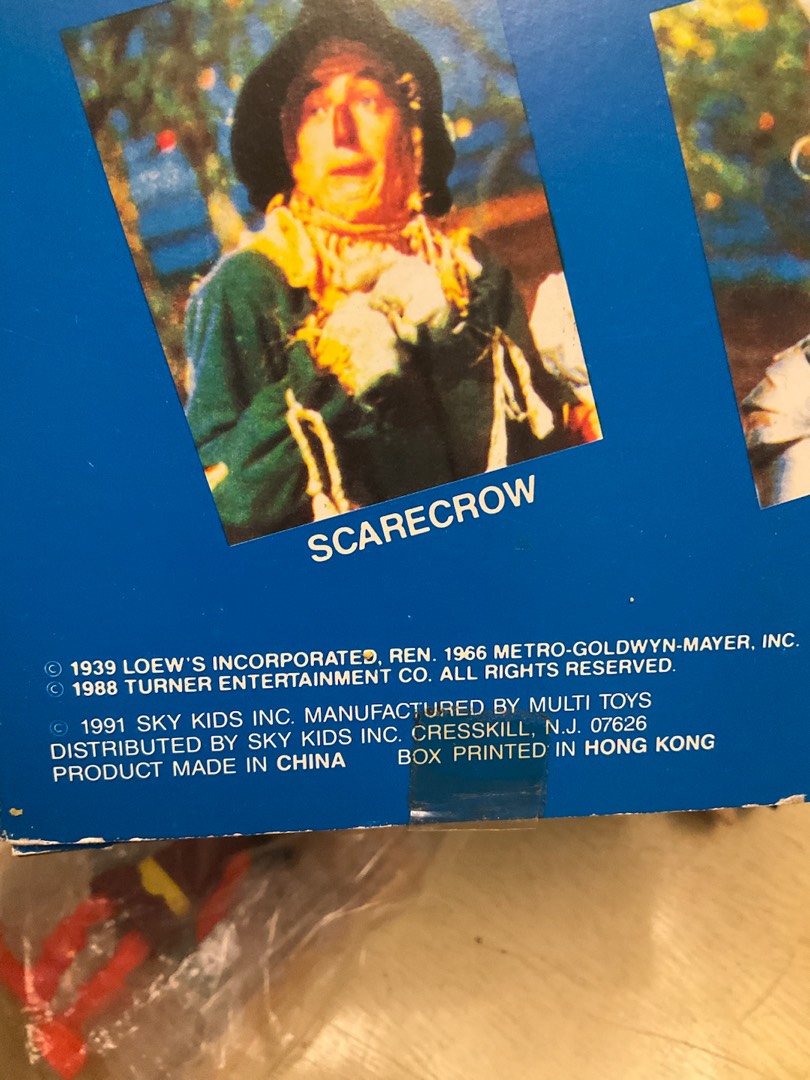 SCARECROW
© 1939 LOEW'S INCORPORATED, REN. 1966 METRO-GOLDWYN-MAYER, INC.
© 1988 TURNER ENTERTAINMENT CO. ALL RIGHTS RESERVED.
© 1991 SKY KIDS INC. MANUFACTURED BY MULTI TOYS
DISTRIBUTED BY SKY KIDS INC. CRESSKILL, N.J. 07626
PRODUCT MADE IN CHINA BOX PRINTED IN HONG KONG